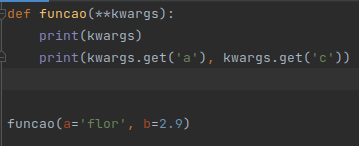 def funcao(**kwargs):
    print(kwargs)
    print(kwargs.get('a'), kwargs.get('c'))
funcao(a='flor', b=2.9)